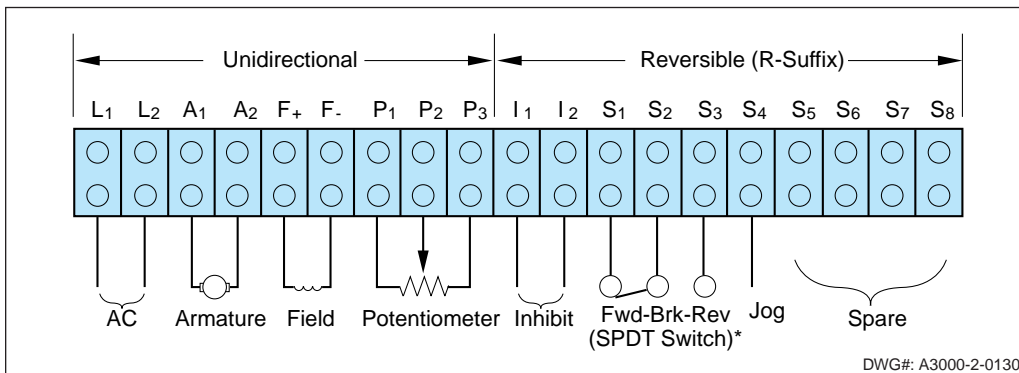 Unidirectional Reversible (R-Suffix)
L1 L2 A1 A2 F+ F- P1 P2 P3 I1 I2 S1 S2 S3 S4 S5 S6 S7 S8
AC Armature Field Potentiometer Inhibit Fwd-Brk-Rev Jog Spare
(SPDT Switch)*
DWG#: A3000-2-0130